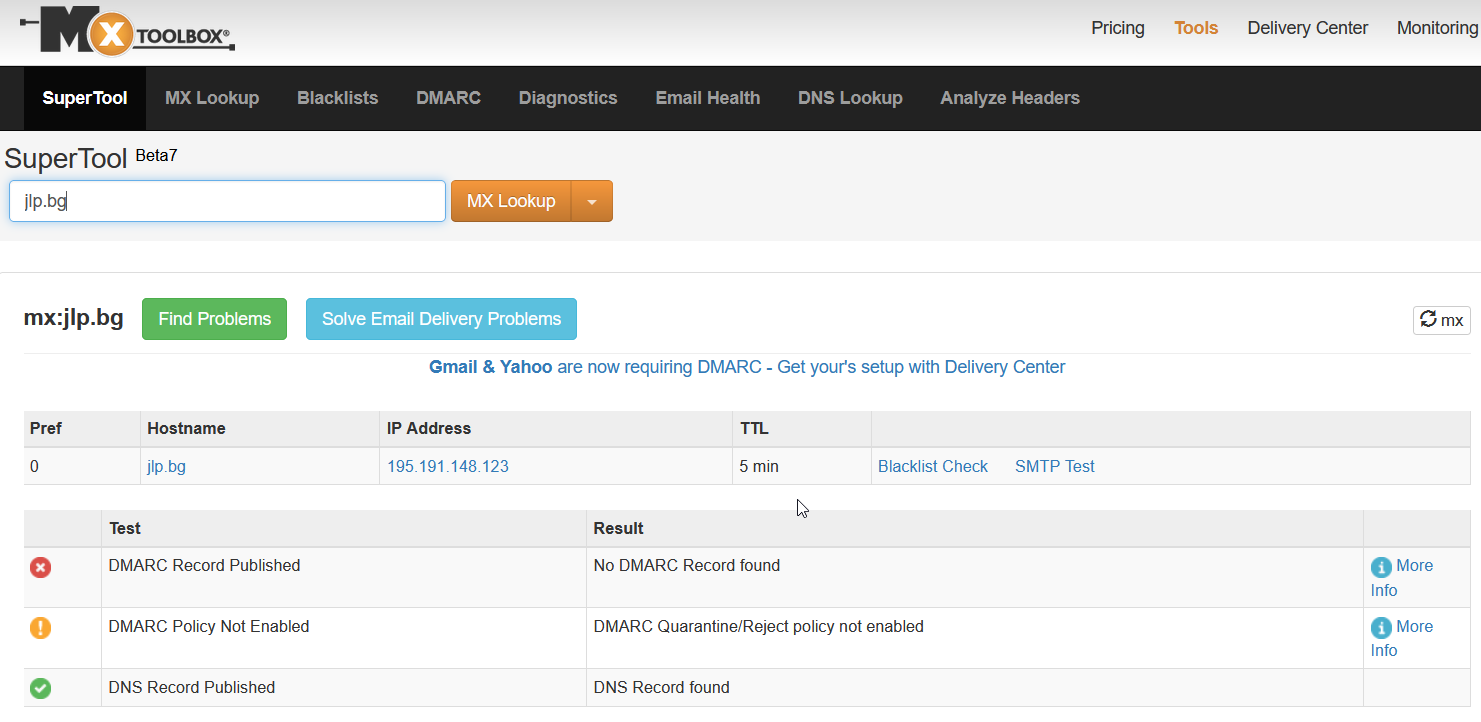 MX TOOLBOX®
Pricing Tools Delivery Center Monitoring
SuperTool MX Lookup Blacklists DMARC Diagnostics Email Health DNS Lookup Analyze Headers
SuperTool Beta7
jlp.bg MX Lookup
mx:jlp.bg Find Problems Solve Email Delivery Problems mx
Gmail & Yahoo are now requiring DMARC - Get your's setup with Delivery Center
Pref Hostname IP Address TTL
0 jlp.bg 195.191.148.123 5 min Blacklist Check SMTP Test
Test Result
DMARC Record Published No DMARC Record found More
Info
DMARC Policy Not Enabled DMARC Quarantine/Reject policy not enabled More
Info
DNS Record Published DNS Record found